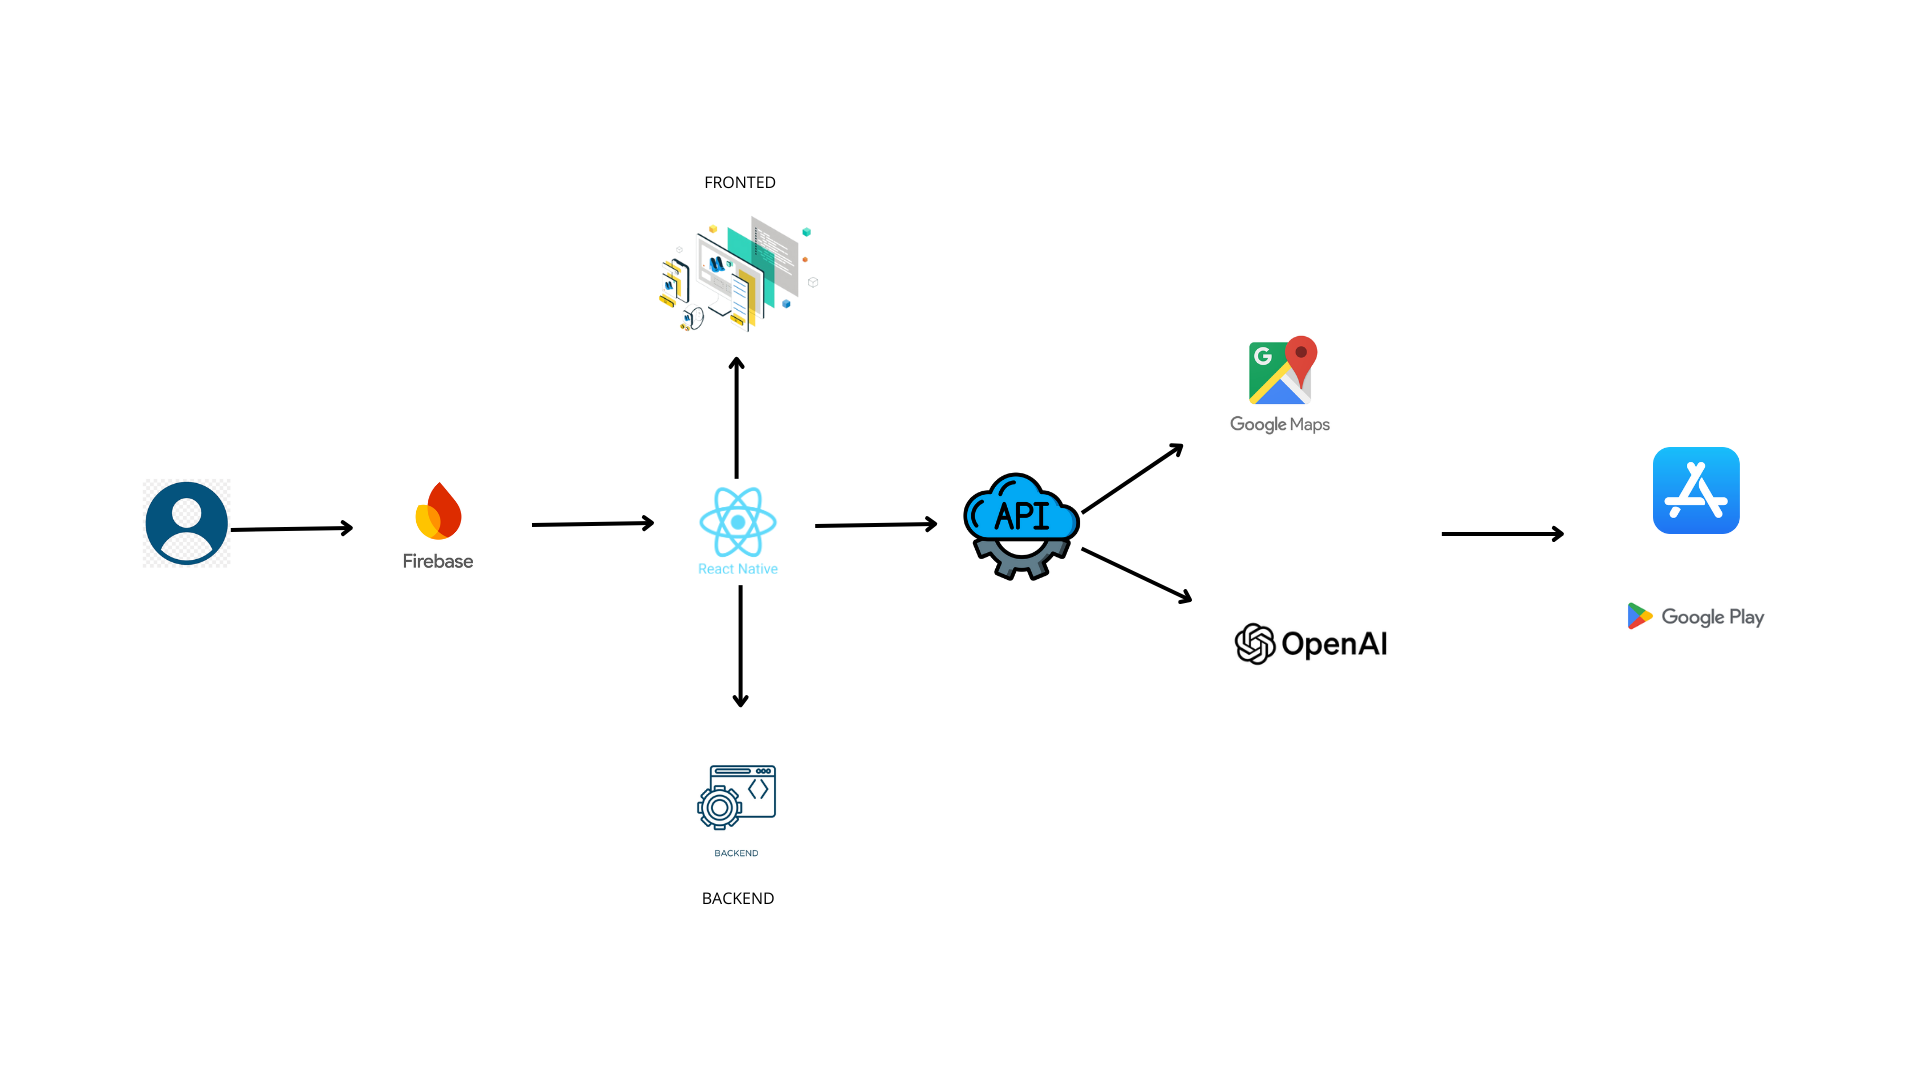 FRONTED
G
Google Maps
API
Firebase
React Native
OpenAI
Google Play
BACKEND
BACKEND